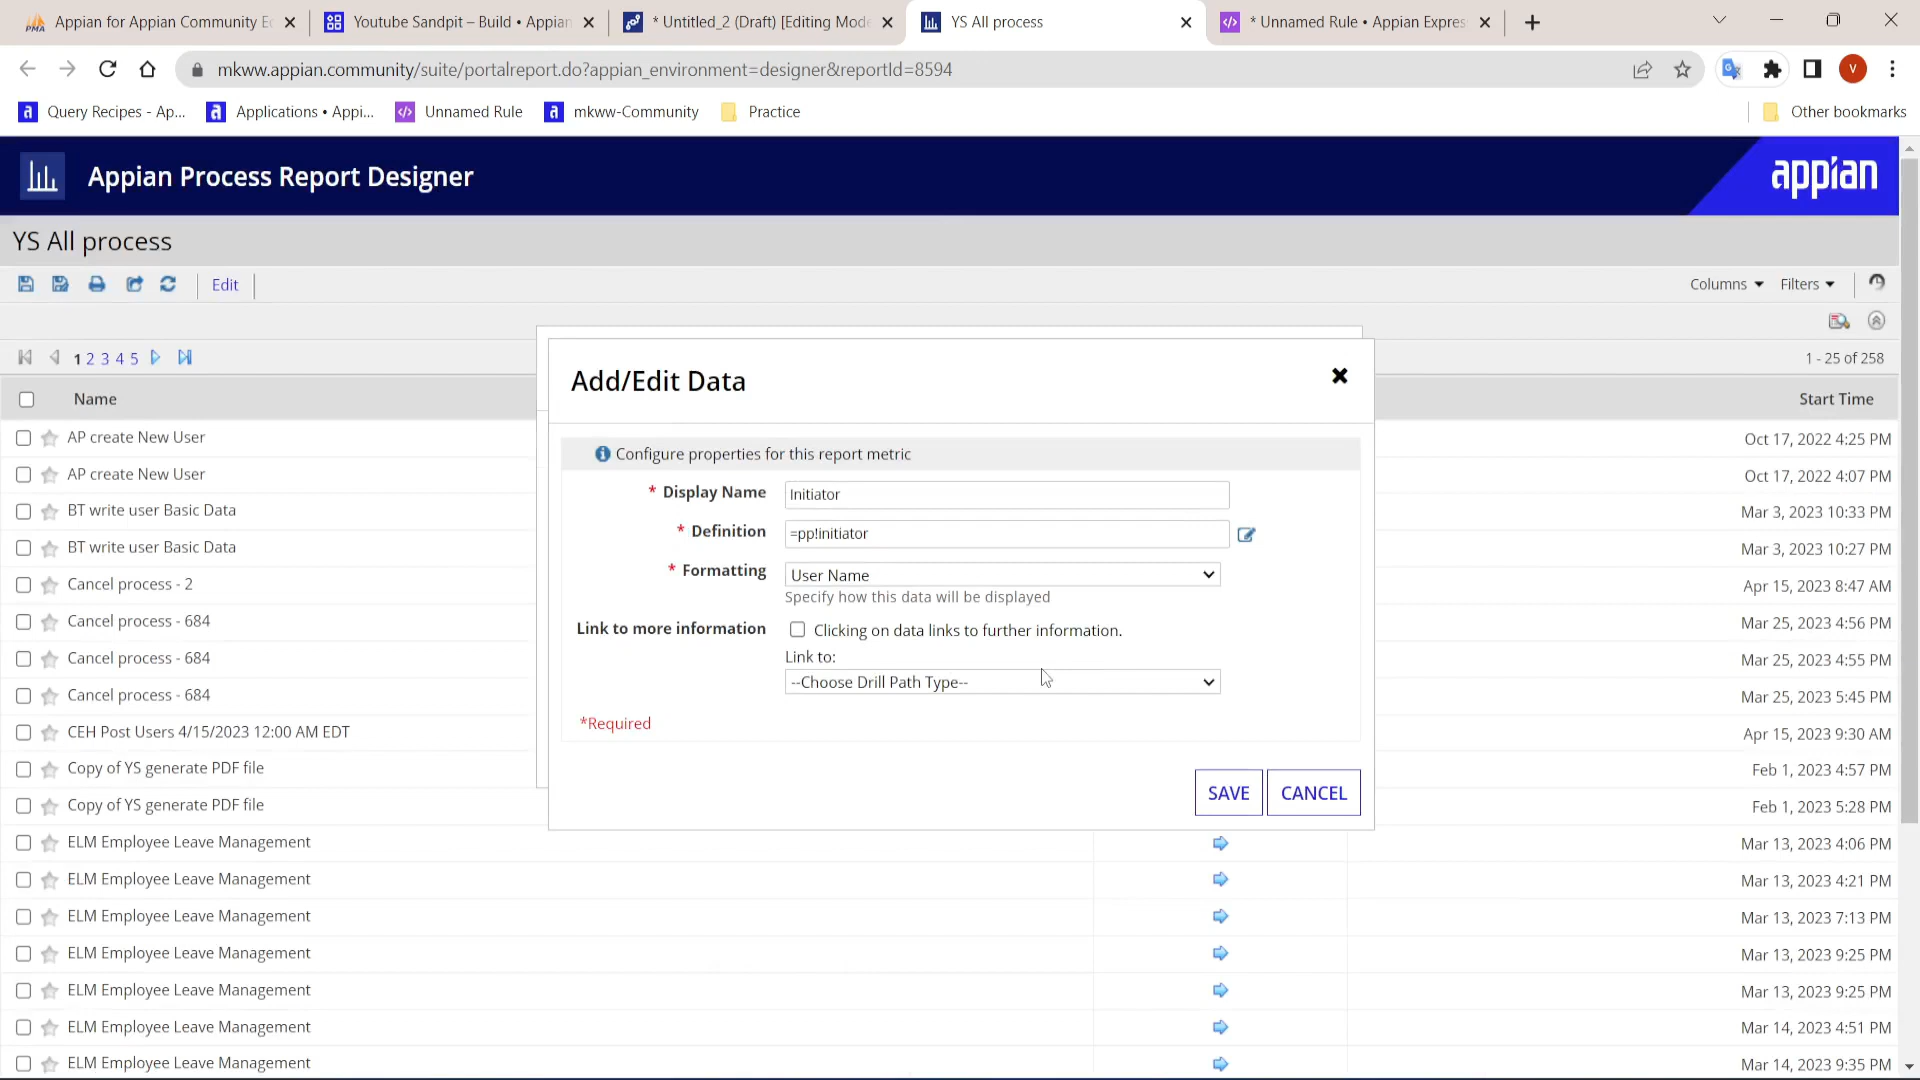 Appian for Appian Community Ec
Youtube Sandpit – Build • Appian
* Untitled_2 (Draft) [Editing Mode
YS All process
* Unnamed Rule • Appian Expres
mkww.appian.community/suite/portalreport.do?appian_environment=designer&reportId=8594
V
Query Recipes - Ap...
Applications • Appi...
Unnamed Rule
mkww-Community
Practice
Other bookmarks
Appian Process Report Designer
appian
YS All process
Edit
Columns
Filters
1 2 3 4 5
1 - 25 of 258
Name
Start Time
Add/Edit Data
Configure properties for this report metric
* Display Name
Initiator
* Definition
=pp!initiator
* Formatting
User Name
Specify how this data will be displayed
Link to more information
Clicking on data links to further information.
Link to:
--Choose Drill Path Type--
*Required
SAVE
CANCEL
AP create New User
Oct 17, 2022 4:25 PM
AP create New User
Oct 17, 2022 4:07 PM
BT write user Basic Data
Mar 3, 2023 10:33 PM
BT write user Basic Data
Mar 3, 2023 10:27 PM
Cancel process - 2
Apr 15, 2023 8:47 AM
Cancel process - 684
Mar 25, 2023 4:56 PM
Cancel process - 684
Mar 25, 2023 4:55 PM
Cancel process - 684
Mar 25, 2023 5:45 PM
CEH Post Users 4/15/2023 12:00 AM EDT
Apr 15, 2023 9:30 AM
Copy of YS generate PDF file
Feb 1, 2023 4:57 PM
Copy of YS generate PDF file
Feb 1, 2023 5:28 PM
ELM Employee Leave Management
Mar 13, 2023 4:06 PM
ELM Employee Leave Management
Mar 13, 2023 4:21 PM
ELM Employee Leave Management
Mar 13, 2023 7:13 PM
ELM Employee Leave Management
Mar 13, 2023 9:25 PM
ELM Employee Leave Management
Mar 13, 2023 9:25 PM
ELM Employee Leave Management
Mar 14, 2023 4:51 PM
ELM Employee Leave Management
Mar 14, 2023 9:35 PM